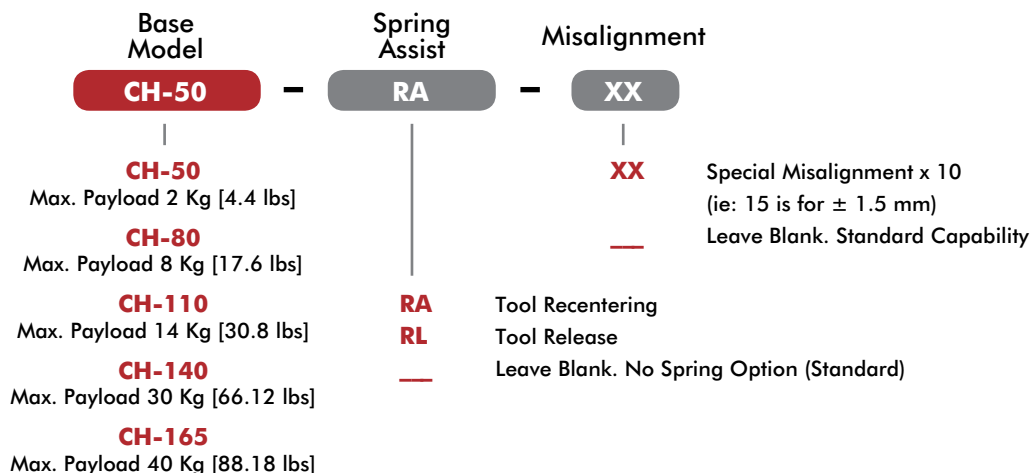 Base
Model
Spring
Assist
Misalignment
CH-50 – RA – XX
CH-50
Max. Payload 2 Kg [4.4 lbs]
CH-80
Max. Payload 8 Kg [17.6 lbs]
CH-110
Max. Payload 14 Kg [30.8 lbs]
CH-140
Max. Payload 30 Kg [66.12 lbs]
CH-165
Max. Payload 40 Kg [88.18 lbs]
RA Tool Recentering
RL Tool Release
___ Leave Blank. No Spring Option (Standard)
XX Special Misalignment x 10
(ie: 15 is for ± 1.5 mm)
___ Leave Blank. Standard Capability